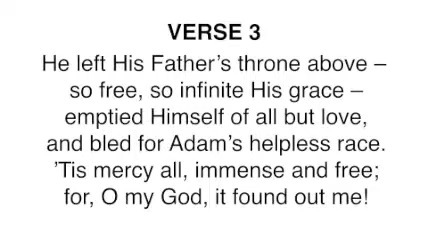 VERSE 3
He left His Father’s throne above –
so free, so infinite His grace –
emptied Himself of all but love,
and bled for Adam’s helpless race.
’Tis mercy all, immense and free;
for, O my God, it found out me!